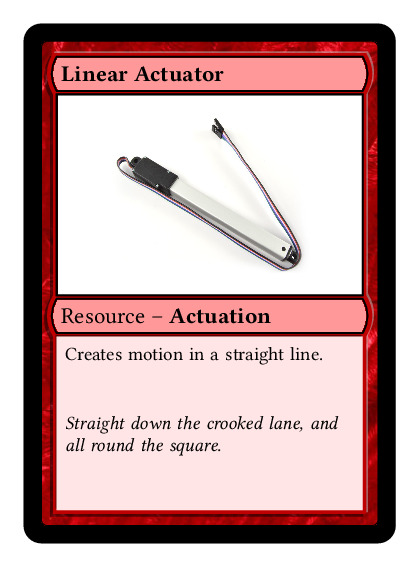 Linear Actuator
Resource – Actuation
Creates motion in a straight line.
Straight down the crooked lane, and
all round the square.